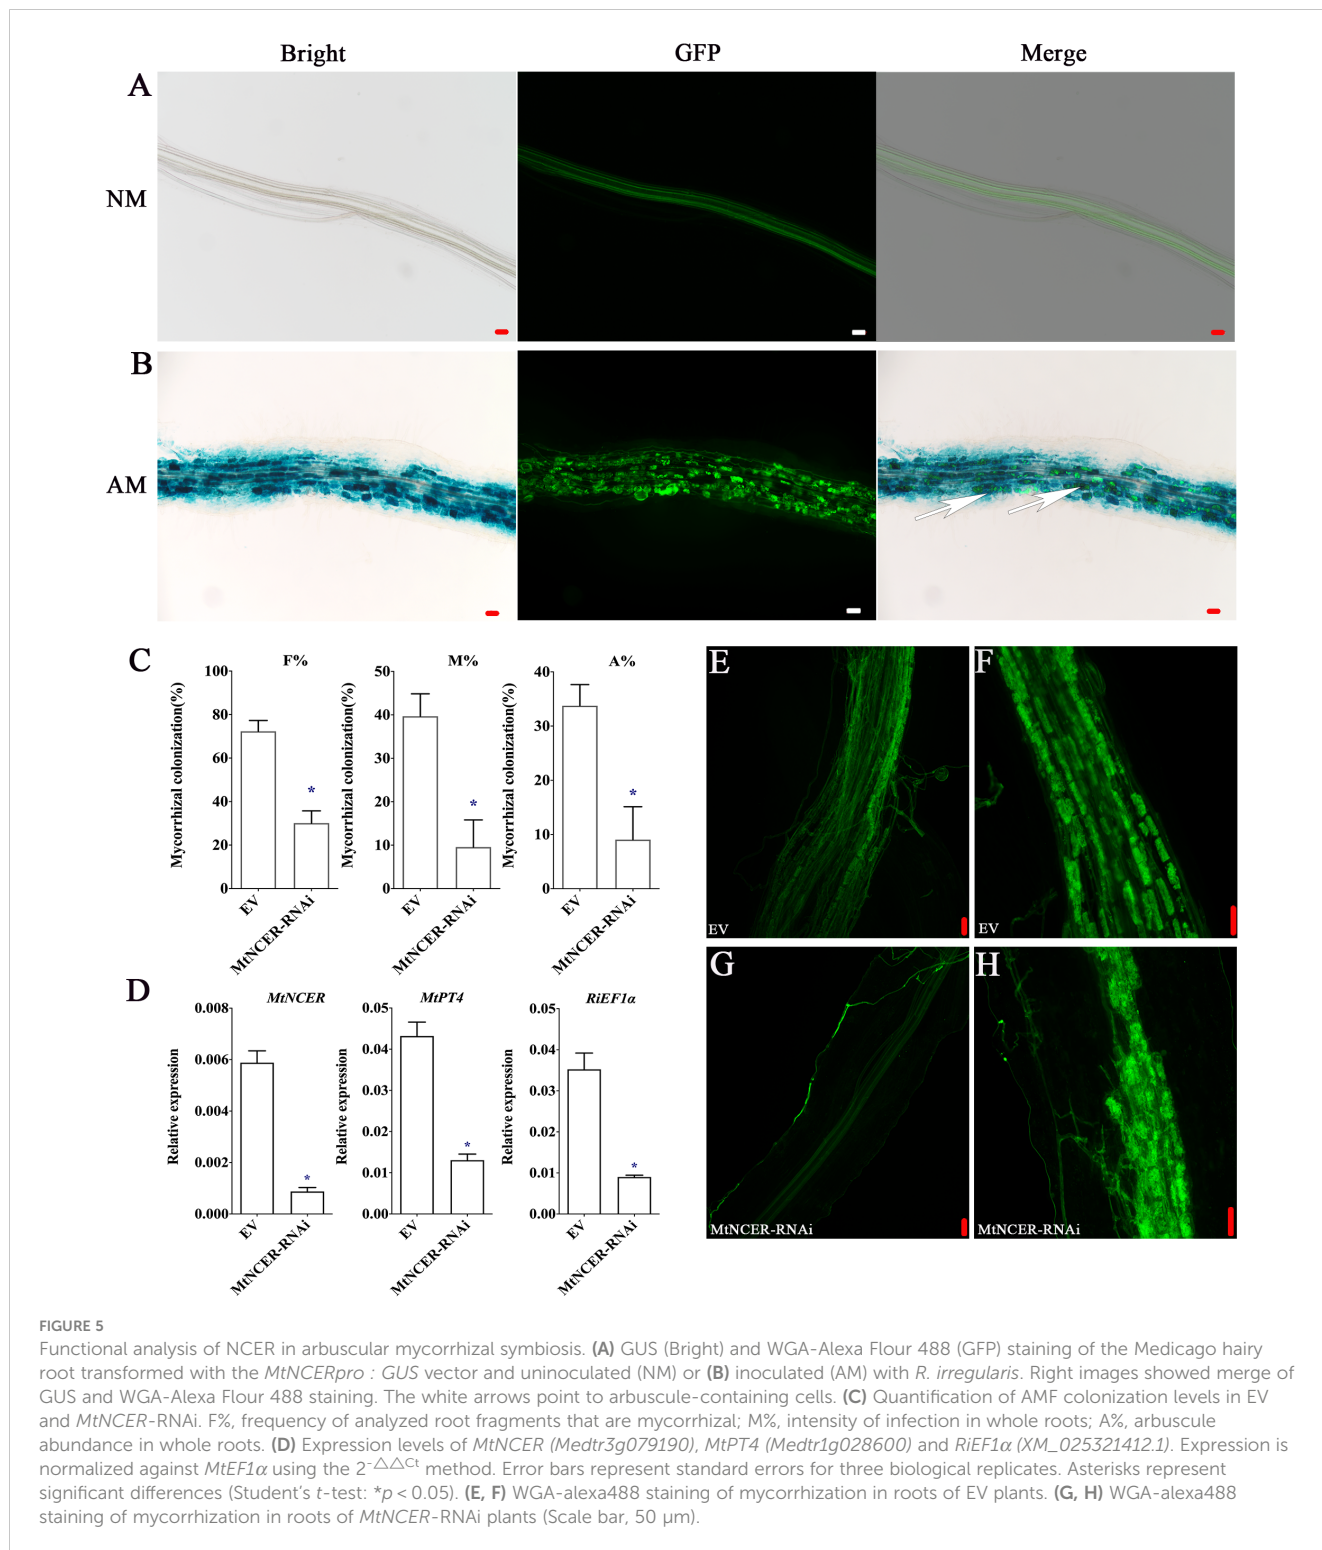 Bright GFP Merge
A
NM
B
AM
C
F%
Mycorrhizal colonization(%)
100
80
60
40
20
0
EV
MtNCER-RNAi
M%
Mycorrhizal colonization(%)
50
40
30
20
10
0
EV
MtNCER-RNAi
A%
Mycorrhizal colonization(%)
40
30
20
10
0
EV
MtNCER-RNAi
*
*
*
D
MtNCER
Relative expression
0.008
0.006
0.004
0.002
0.000
EV
MtNCER-RNAi
MtPT4
Relative expression
0.05
0.04
0.03
0.02
0.01
0.00
EV
MtNCER-RNAi
RiEF1α
Relative expression
0.05
0.04
0.03
0.02
0.01
0.00
EV
MtNCER-RNAi
*
*
*
E
EV
F
EV
G
MtNCER-RNAi
H
MtNCER-RNAi
FIGURE 5
Functional analysis of NCER in arbuscular mycorrhizal symbiosis. (A) GUS (Bright) and WGA-Alexa Flour 488 (GFP) staining of the Medicago hairy
root transformed with the MtNCERpro : GUS vector and uninoculated (NM) or (B) inoculated (AM) with R. irregularis. Right images showed merge of
GUS and WGA-Alexa Flour 488 staining. The white arrows point to arbuscule-containing cells. (C) Quantification of AMF colonization levels in EV
and MtNCER-RNAi. F%, frequency of analyzed root fragments that are mycorrhizal; M%, intensity of infection in whole roots; A%, arbuscule
abundance in whole roots. (D) Expression levels of MtNCER (Medtr3g079190), MtPT4 (Medtr1g028600) and RiEF1α (XM_025321412.1). Expression is
normalized against MtEF1α using the 2-△△Ct method. Error bars represent standard errors for three biological replicates. Asterisks represent
significant differences (Student's t-test: *p < 0.05). (E, F) WGA-alexa488 staining of mycorrhization in roots of EV plants. (G, H) WGA-alexa488
staining of mycorrhization in roots of MtNCER-RNAi plants (Scale bar, 50 µm).